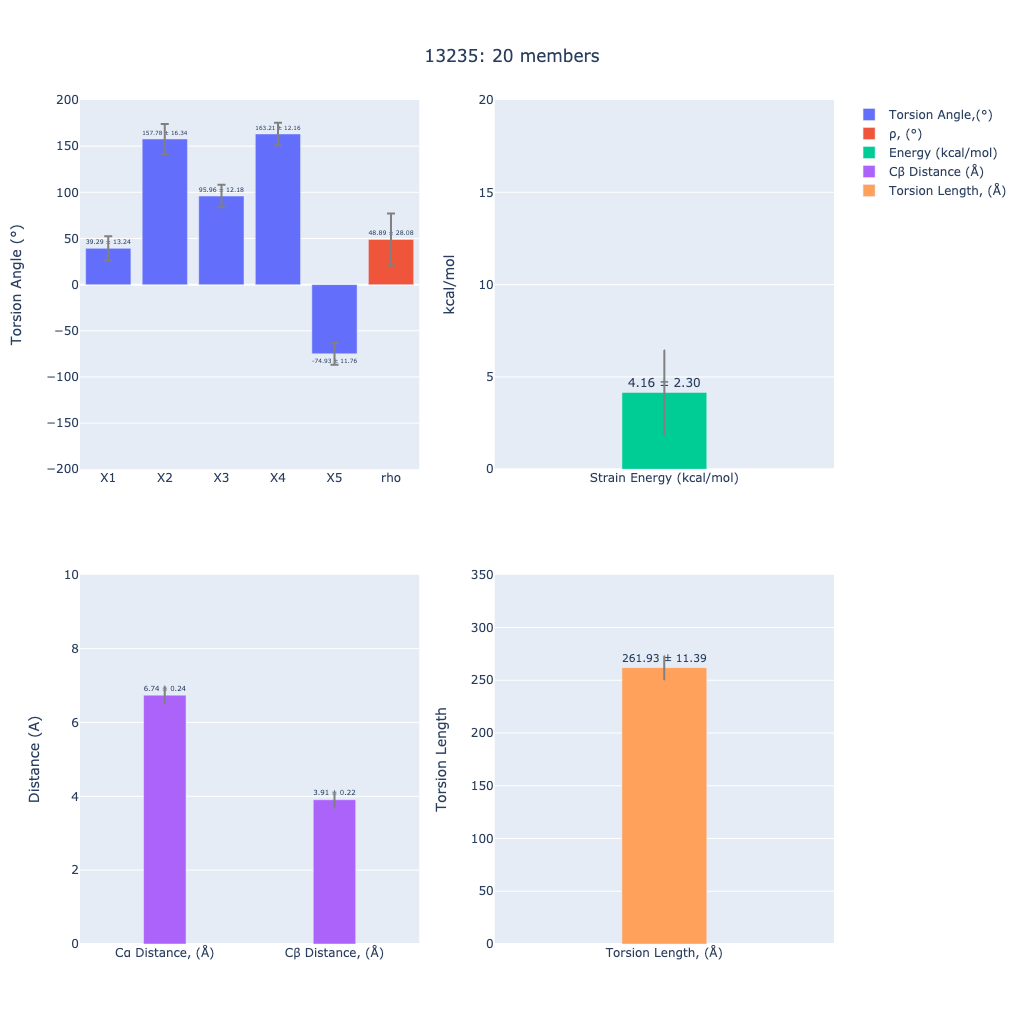 13235: 20 members
Torsion Angle (°)
200
150
100
50
0
−50
−100
−150
−200
39.29 ± 13.24
157.78 ± 16.34
95.96 ± 12.18
163.21 ± 12.16
-74.93 ± 11.76
48.89 ± 28.08
X1
X2
X3
X4
X5
rho
kcal/mol
20
15
10
5
0
4.16 ± 2.30
Strain Energy (kcal/mol)
Torsion Angle,(°)
ρ, (°)
Energy (kcal/mol)
Cβ Distance (Å)
Torsion Length, (Å)
Distance (A)
10
8
6
4
2
0
6.74 ± 0.24
3.91 ± 0.22
Cα Distance, (Å)
Cβ Distance, (Å)
Torsion Length
350
300
250
200
150
100
50
0
261.93 ± 11.39
Torsion Length, (Å)